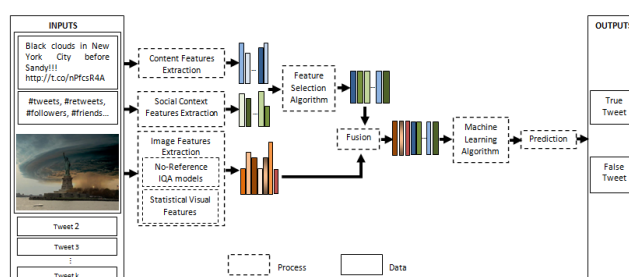 INPUTS
Black clouds in New
York City before
Sandy!!!
http://t.co/nPfcsR4A
#tweets, #retweets,
#followers, #friends...
Tweet 2
Tweet 3
Tweet k
Content Features
Extraction
Social Context
Features Extraction
Image Features
Extraction
No-Reference
IQA models
Statistical Visual
Features
Feature
Selection
Algorithm
Fusion
Machine
Learning
Algorithm
Prediction
OUTPUTS
True
Tweet
False
Tweet
Process
Data